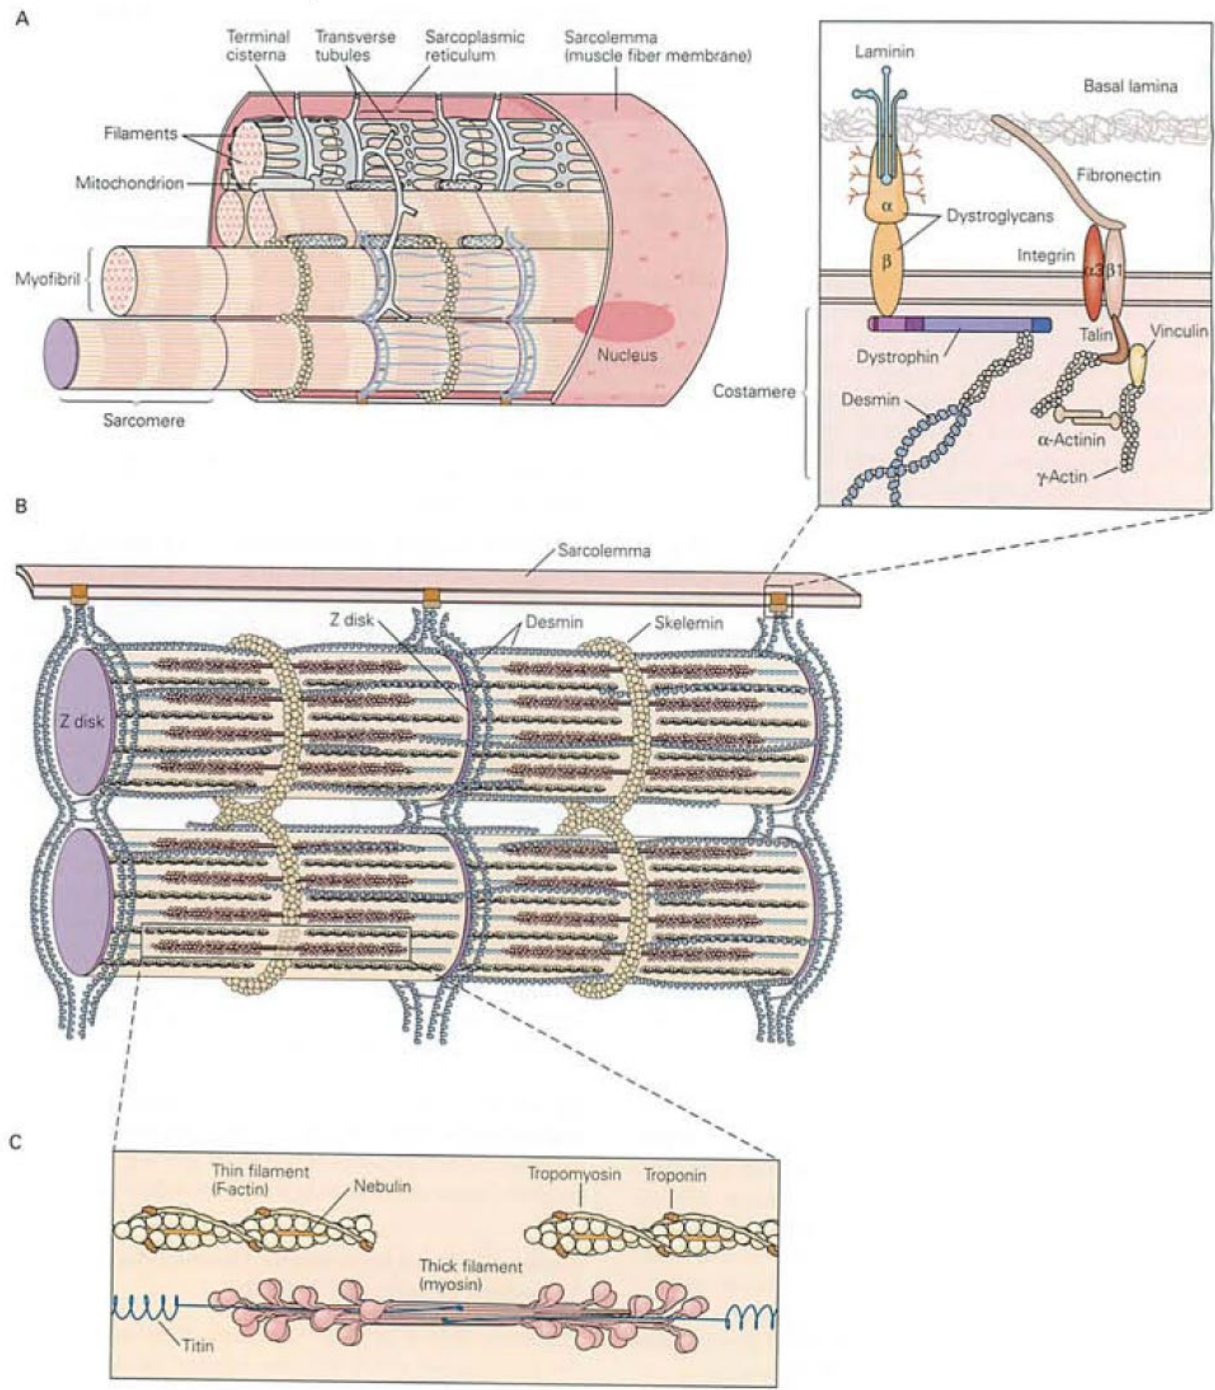 A
Terminal
cisterna
Transverse
tubules
Sarcoplasmic
reticulum
Sarcolemma
(muscle fiber membrane)
Filaments
Mitochondrion
Myofibril
Nucleus
Sarcomere
Laminin
Basal lamina
Fibronectin
α
Dystroglycans
Integrin
β
α3
β1
Talin
Vinculin
Dystrophin
Costamere
Desmin
α-Actinin
γ-Actin
B
Sarcolemma
Z disk
Desmin
Skelemin
Z disk
C
Thin filament
(F-actin)
Nebulin
Tropomyosin
Troponin
Thick filament
(myosin)
Titin